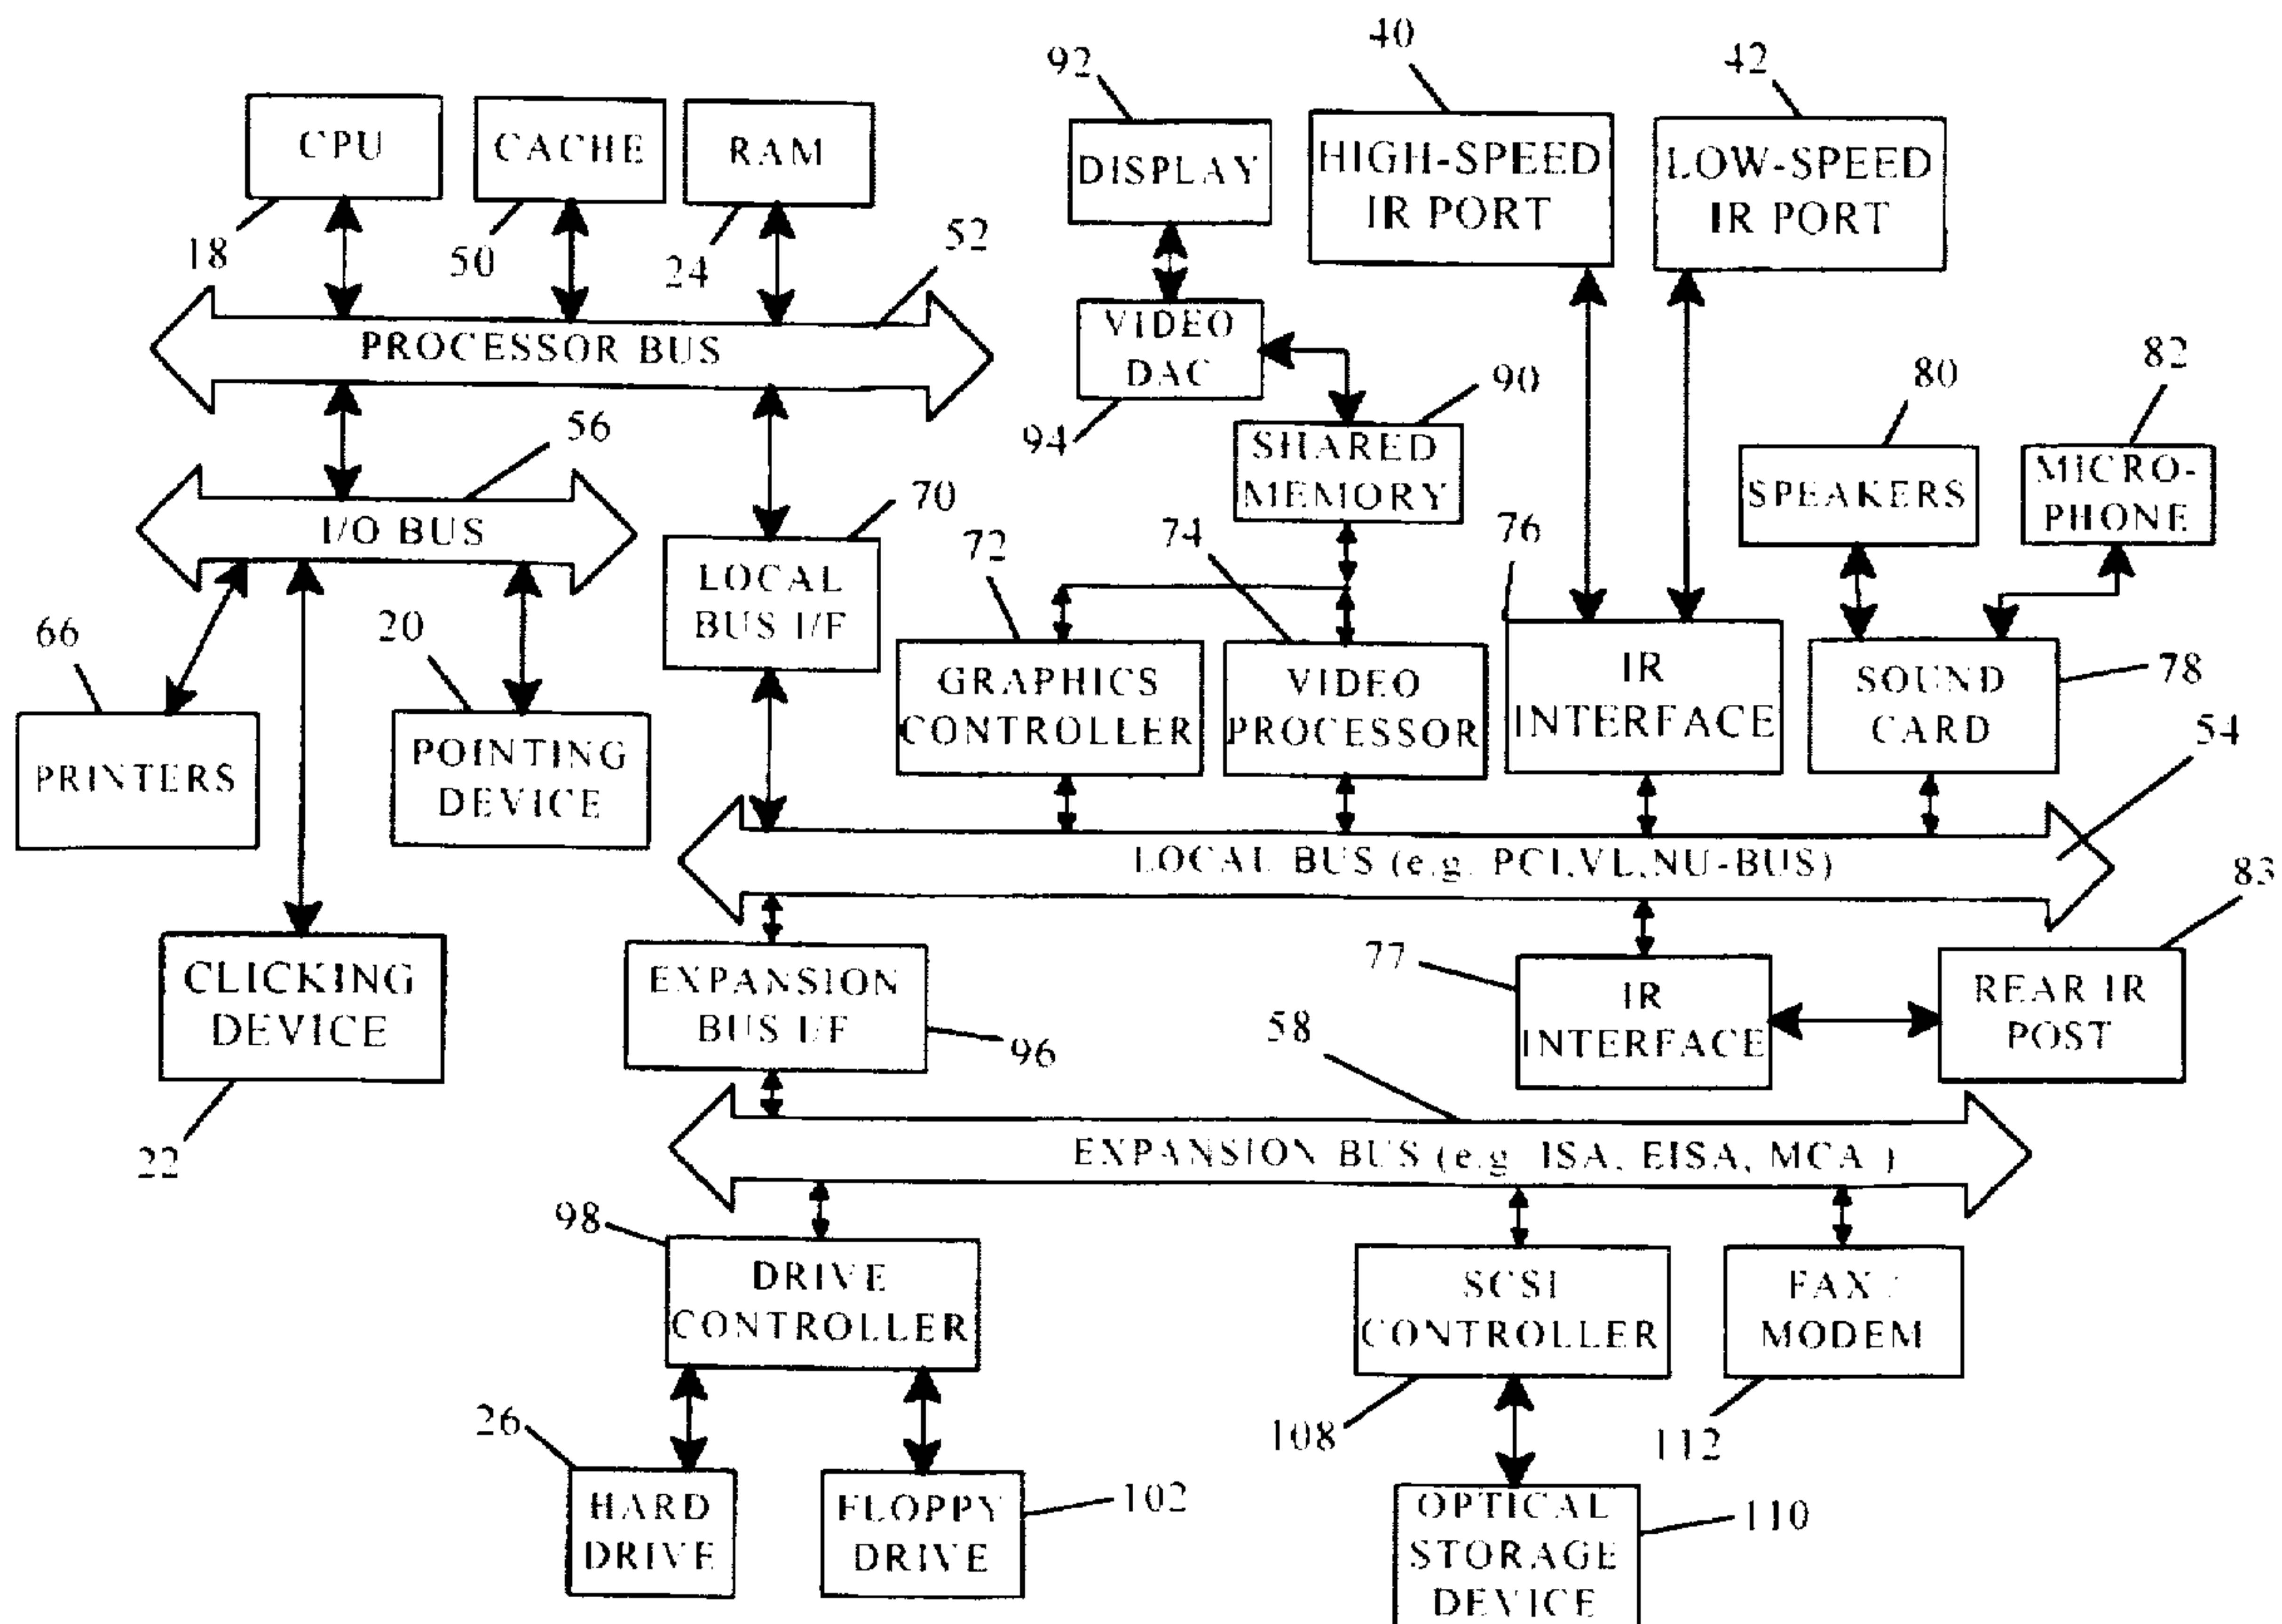 40
42
92
CPU
CACHE
RAM
DISPLAY
HIGH-SPEED
IR PORT
LOW-SPEED
IR PORT
18
50
24
52
PROCESSOR BUS
VIDEO
DAC
94
90
80
82
56
SHARED
MEMORY
SPEAKERS
MICRO-
PHONE
I/O BUS
70
72
74
76
LOCAL
BUS I/F
66
20
GRAPHICS
CONTROLLER
VIDEO
PROCESSOR
IR
INTERFACE
SOUND
CARD
78
54
PRINTERS
POINTING
DEVICE
LOCAL BUS (e.g. PCI,VL,NU-BUS)
83
CLICKING
DEVICE
22
EXPANSION
BUS I/F
96
77
IR
INTERFACE
REAR IR
POST
58
EXPANSION BUS (e.g. ISA, EISA, MCA )
98
DRIVE
CONTROLLER
SCSI
CONTROLLER
FAX /
MODEM
26
108
112
HARD
DRIVE
FLOPPY
DRIVE
102
OPTICAL
STORAGE
DEVICE
110